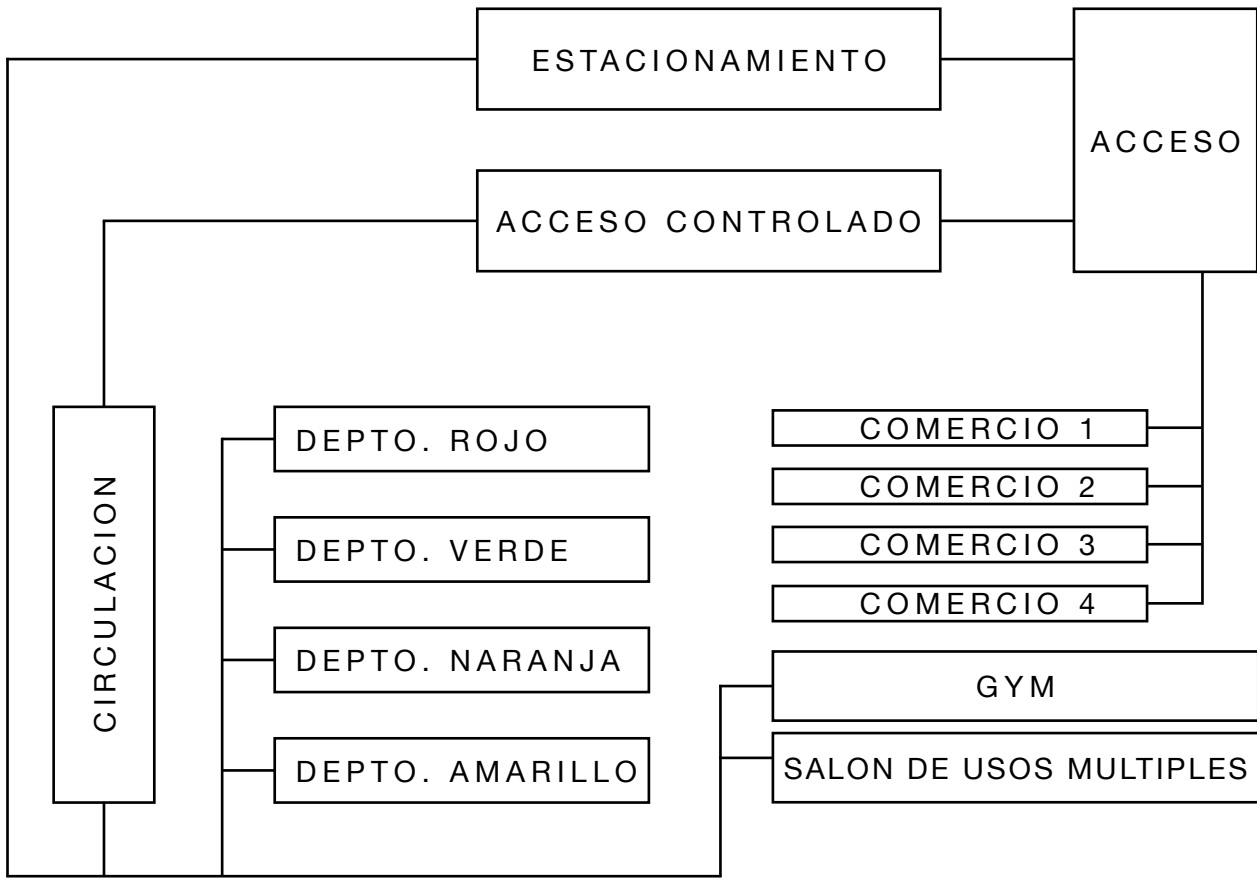 ESTACIONAMIENTO
ACCESO
ACCESO CONTROLADO
CIRCULACION
DEPTO. ROJO
DEPTO. VERDE
DEPTO. NARANJA
DEPTO. AMARILLO
COMERCIO 1
COMERCIO 2
COMERCIO 3
COMERCIO 4
GYM
SALON DE USOS MULTIPLES